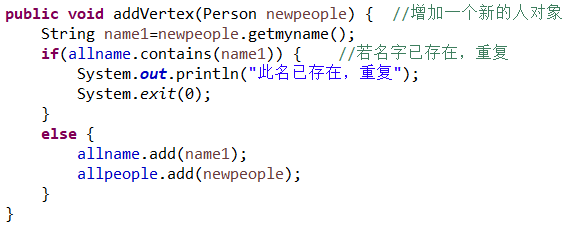 public void addVertex(Person newpeople) {  //增加一个新的人对象
    String name1=newpeople.getmyname();
    if(allname.contains(name1)) {    //若名字已存在，重复
        System.out.println("此名已存在，重复");
        System.exit(0);
    }
    else {
        allname.add(name1);
        allpeople.add(newpeople);
    }
}